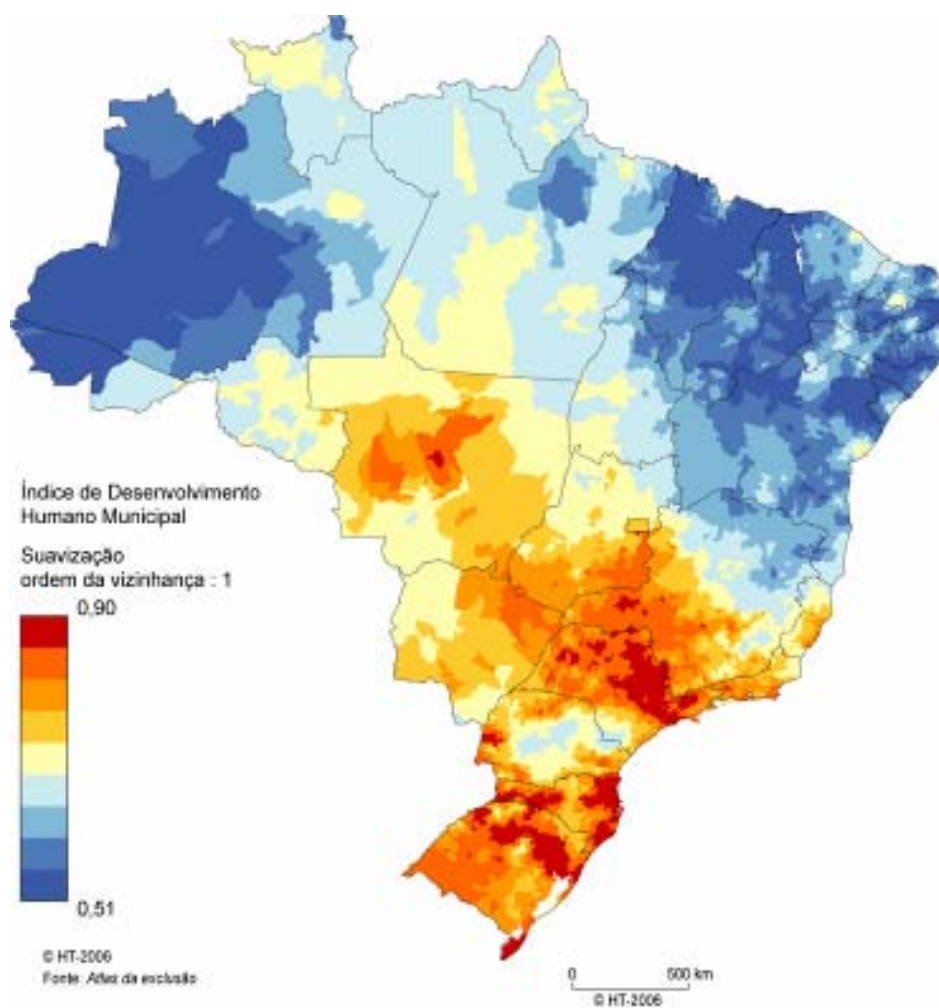 Índice de Desenvolvimento
Humano Municipal
Suavização
ordem da vizinhança : 1
0,90
0,51
© HT-2006
Fonte: Atlas da exclusão
0 500 km
© HT-2006